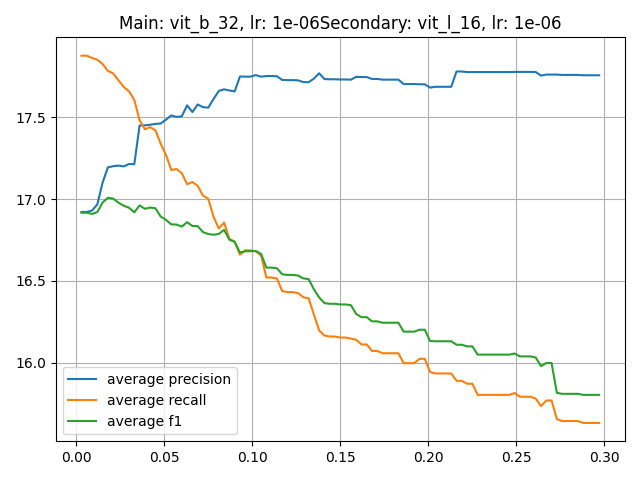 Main: vit_b_32, lr: 1e-06Secondary: vit_l_16, lr: 1e-06
17.5
17.0
16.5
16.0
average precision
average recall
average f1
0.00 0.05 0.10 0.15 0.20 0.25 0.30